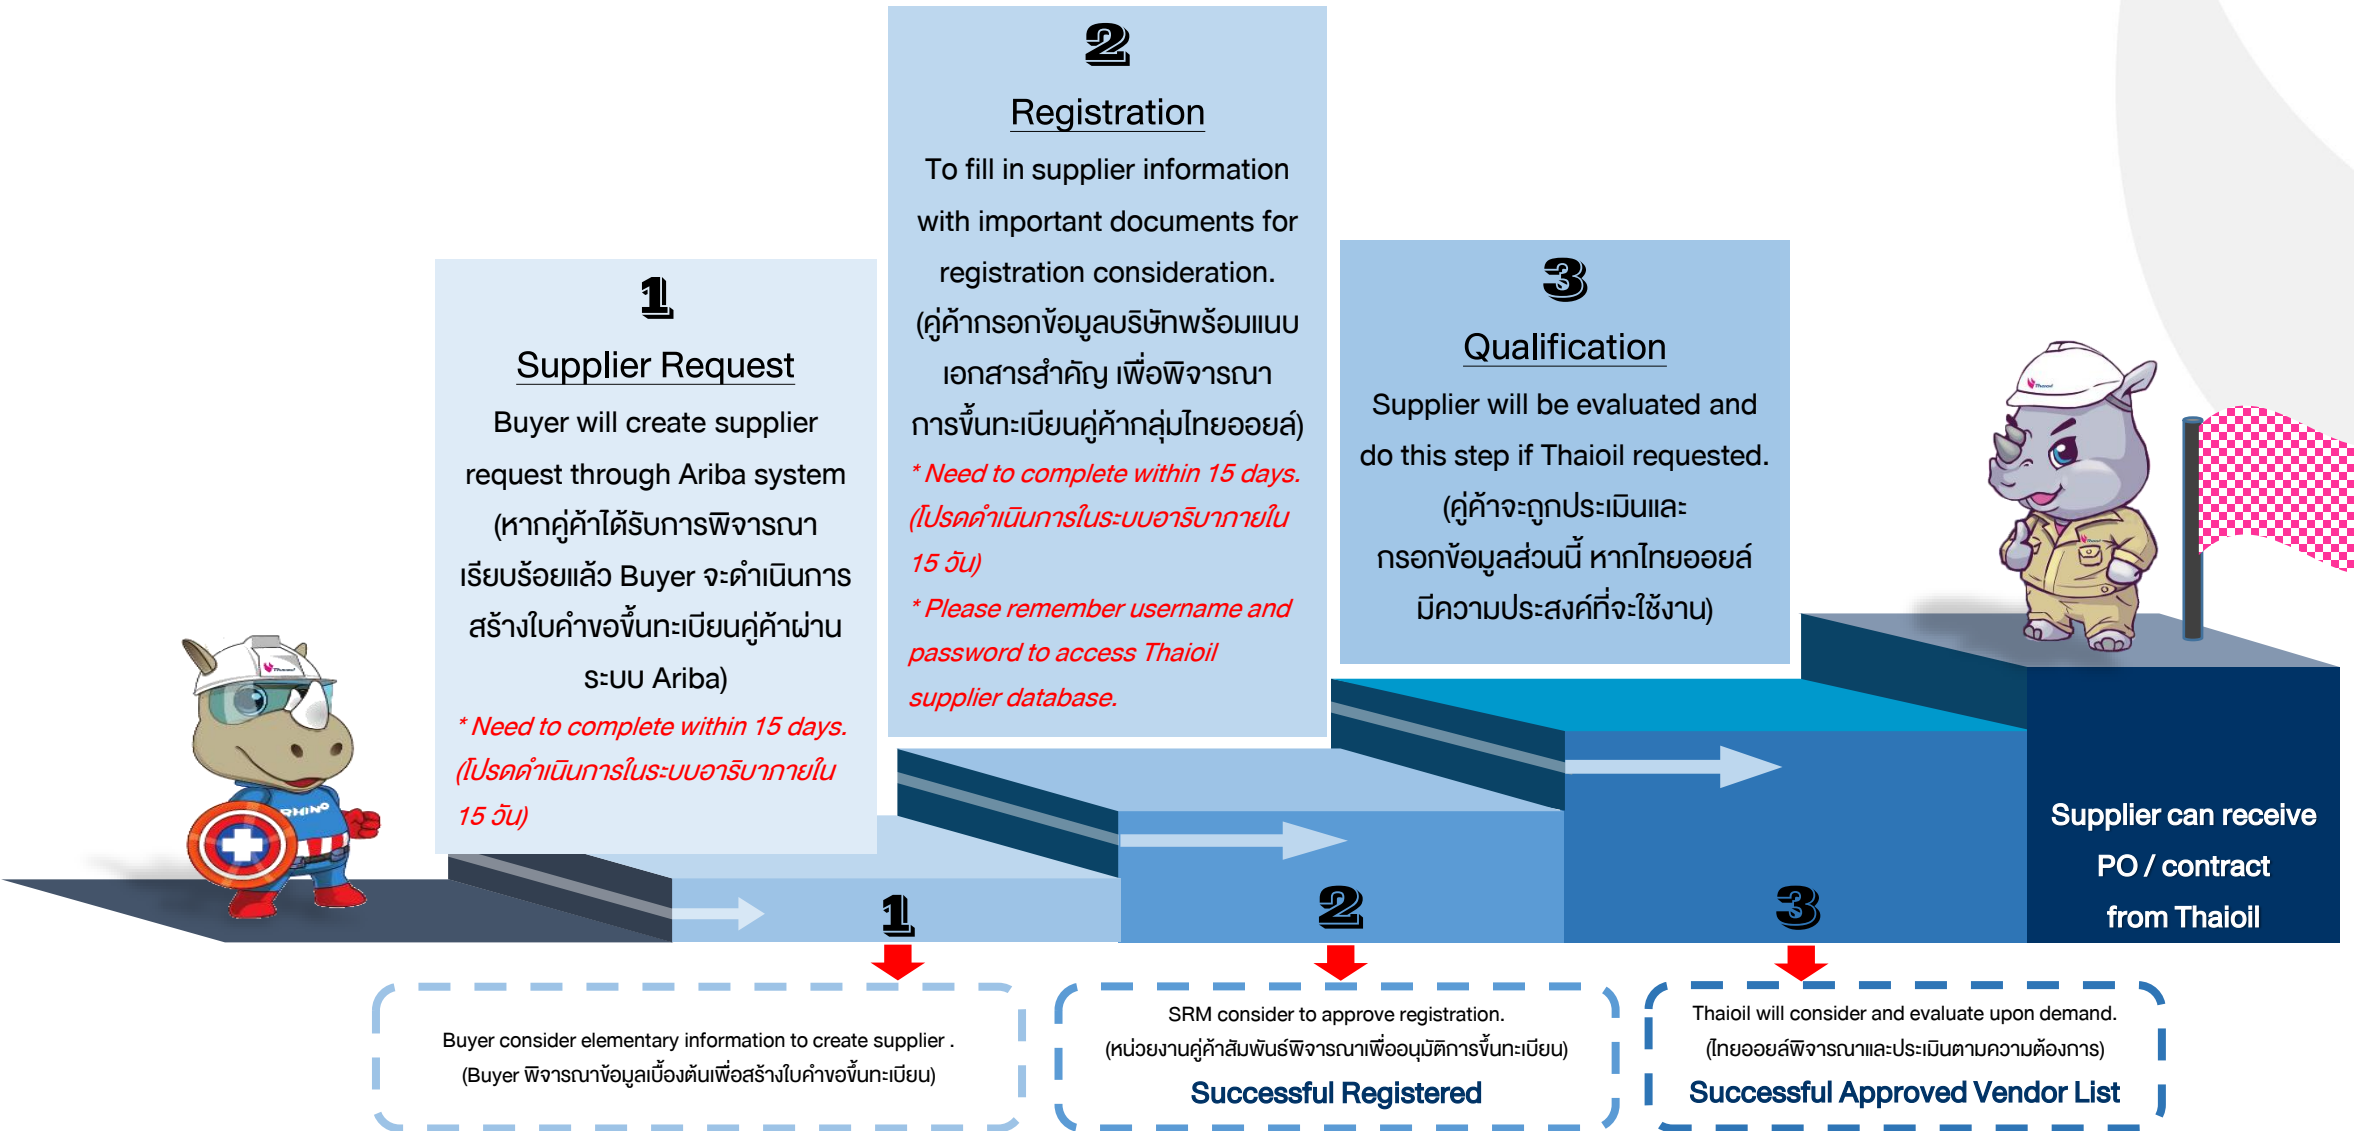 1
Supplier Request
Buyer will create supplier
request through Ariba system
(หากคู่ค้าได้รับการพิจารณา
เรียบร้อยแล้ว Buyer จะดำเนินการ
สร้างใบคำขอขึ้นทะเบียนคู่ค้าผ่าน
ระบบ Ariba)
* Need to complete within 15 days.
(โปรดดำเนินการในระบบอาริบาภายใน
15 วัน)
2
Registration
To fill in supplier information
with important documents for
registration consideration.
(คู่ค้ากรอกข้อมูลบริษัทพร้อมแนบ
เอกสารสำคัญ เพื่อพิจารณา
การขึ้นทะเบียนคู่ค้ากลุ่มไทยออยล์)
* Need to complete within 15 days.
(โปรดดำเนินการในระบบอาริบาภายใน
15 วัน)
* Please remember username and
password to access Thaioil
supplier database.
3
Qualification
Supplier will be evaluated and
do this step if Thaioil requested.
(คู่ค้าจะถูกประเมินและ
กรอกข้อมูลส่วนนี้ หากไทยออยล์
มีความประสงค์ที่จะใช้งาน)
Thaioil
Thaioil
RHINO
Supplier can receive
PO / contract
from Thaioil
1
2
3
Buyer consider elementary information to create supplier .
(Buyer พิจารณาข้อมูลเบื้องต้นเพื่อสร้างใบคำขอขึ้นทะเบียน)
SRM consider to approve registration.
(หน่วยงานคู่ค้าสัมพันธ์พิจารณาเพื่ออนุมัติการขึ้นทะเบียน)
Successful Registered
Thaioil will consider and evaluate upon demand.
(ไทยออยล์พิจารณาและประเมินตามความต้องการ)
Successful Approved Vendor List